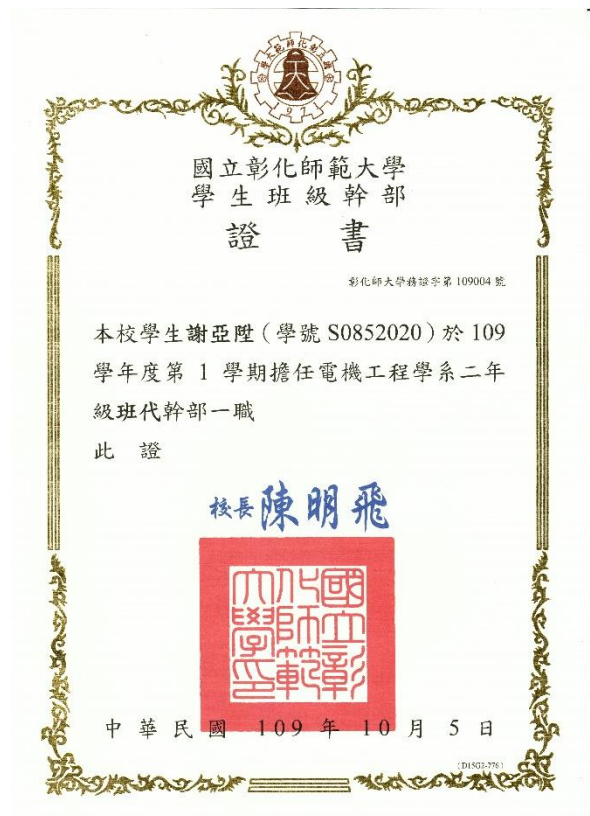 國立彰化師範大學
學生班級幹部
證 書
彰化師大學務證字第 109004 號
本校學生謝亞陞（學號 S0852020）於 109
學年度第 1 學期擔任電機工程學系二年
級班代幹部一職
此 證
校長陳明飛
國立彰
化師範
大學印
中華民國 109 年 10 月 5 日
(D15G2-776)